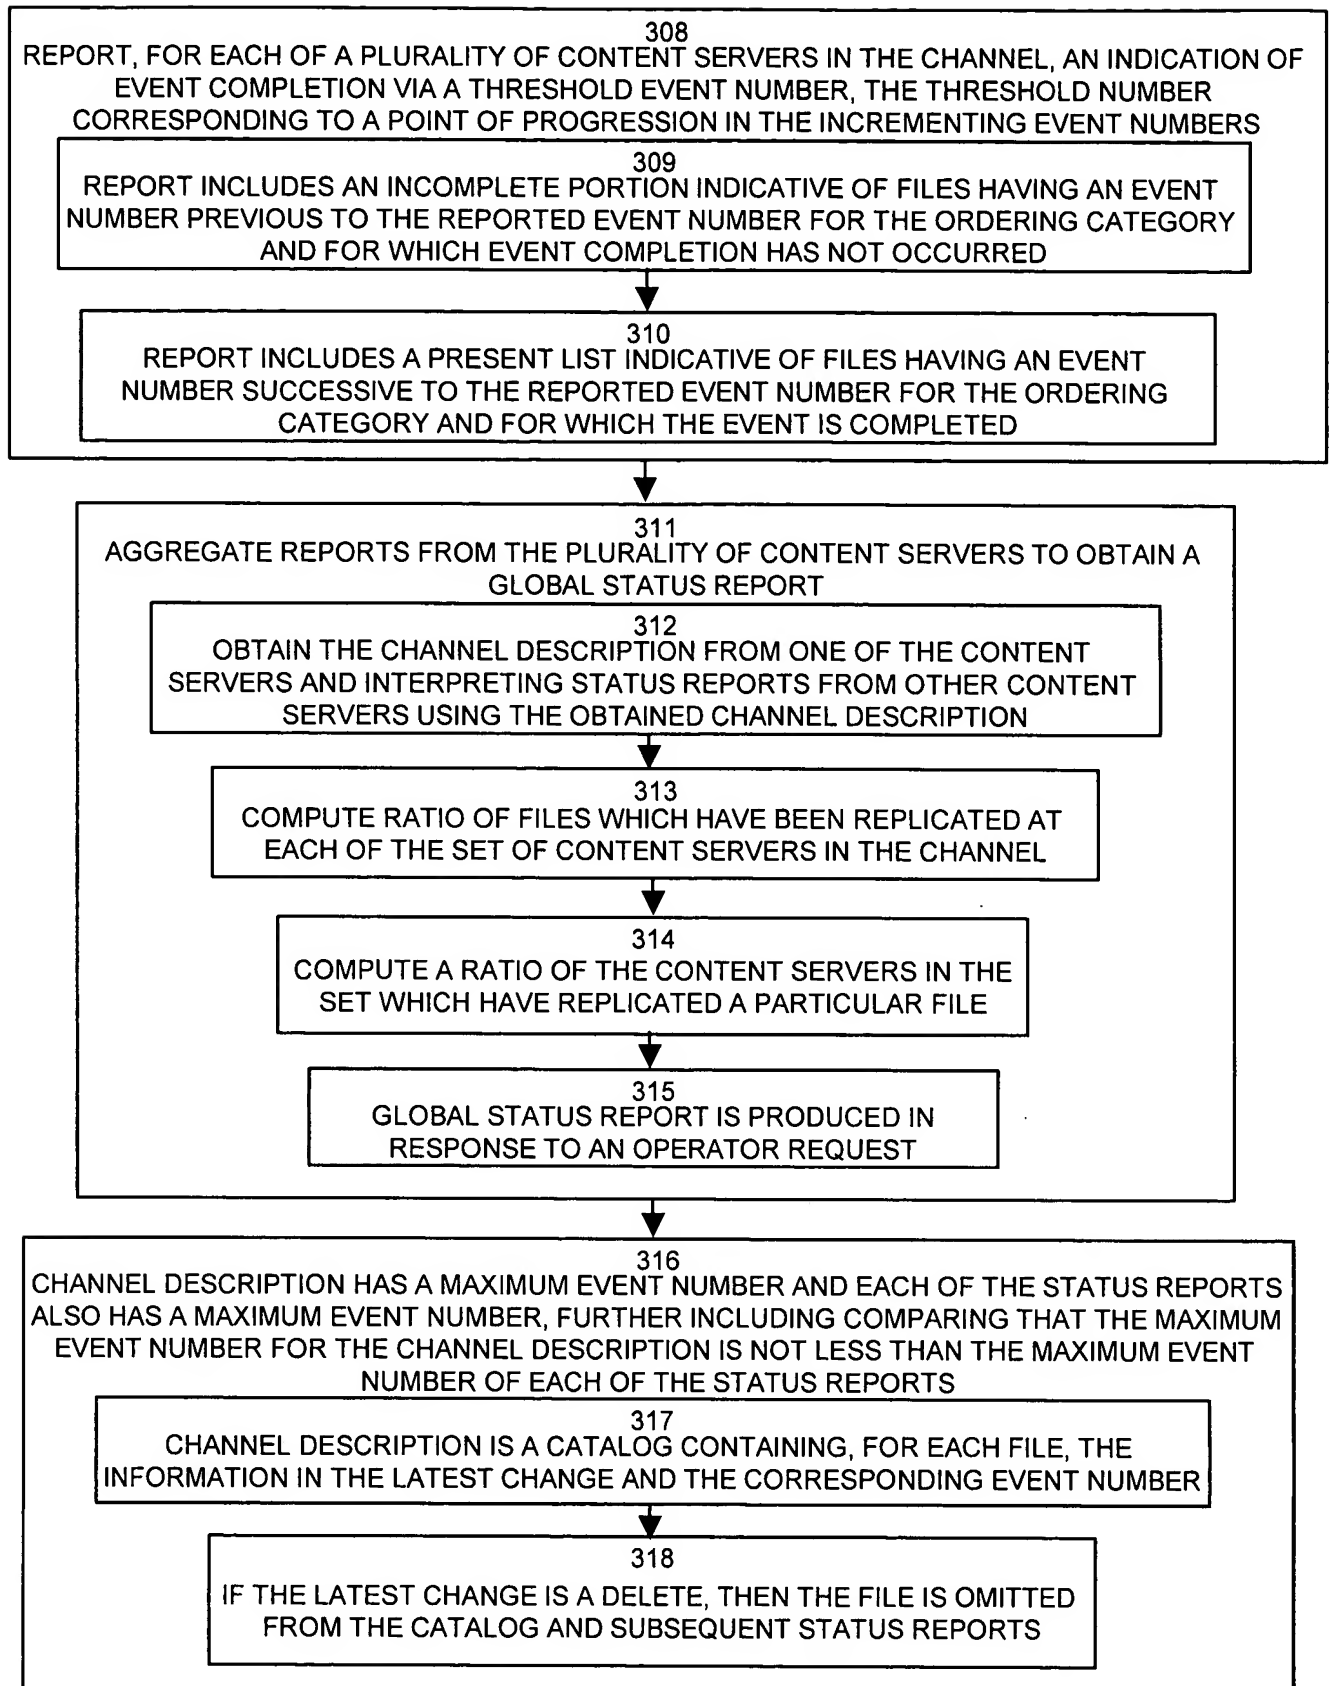 308
REPORT, FOR EACH OF A PLURALITY OF CONTENT SERVERS IN THE CHANNEL, AN INDICATION OF
EVENT COMPLETION VIA A THRESHOLD EVENT NUMBER, THE THRESHOLD NUMBER
CORRESPONDING TO A POINT OF PROGRESSION IN THE INCREMENTING EVENT NUMBERS
309
REPORT INCLUDES AN INCOMPLETE PORTION INDICATIVE OF FILES HAVING AN EVENT
NUMBER PREVIOUS TO THE REPORTED EVENT NUMBER FOR THE ORDERING CATEGORY
AND FOR WHICH EVENT COMPLETION HAS NOT OCCURRED
310
REPORT INCLUDES A PRESENT LIST INDICATIVE OF FILES HAVING AN EVENT
NUMBER SUCCESSIVE TO THE REPORTED EVENT NUMBER FOR THE ORDERING
CATEGORY AND FOR WHICH THE EVENT IS COMPLETED
311
AGGREGATE REPORTS FROM THE PLURALITY OF CONTENT SERVERS TO OBTAIN A
GLOBAL STATUS REPORT
312
OBTAIN THE CHANNEL DESCRIPTION FROM ONE OF THE CONTENT
SERVERS AND INTERPRETING STATUS REPORTS FROM OTHER CONTENT
SERVERS USING THE OBTAINED CHANNEL DESCRIPTION
313
COMPUTE RATIO OF FILES WHICH HAVE BEEN REPLICATED AT
EACH OF THE SET OF CONTENT SERVERS IN THE CHANNEL
314
COMPUTE A RATIO OF THE CONTENT SERVERS IN THE
SET WHICH HAVE REPLICATED A PARTICULAR FILE
315
GLOBAL STATUS REPORT IS PRODUCED IN
RESPONSE TO AN OPERATOR REQUEST
316
CHANNEL DESCRIPTION HAS A MAXIMUM EVENT NUMBER AND EACH OF THE STATUS REPORTS
ALSO HAS A MAXIMUM EVENT NUMBER, FURTHER INCLUDING COMPARING THAT THE MAXIMUM
EVENT NUMBER FOR THE CHANNEL DESCRIPTION IS NOT LESS THAN THE MAXIMUM EVENT
NUMBER OF EACH OF THE STATUS REPORTS
317
CHANNEL DESCRIPTION IS A CATALOG CONTAINING, FOR EACH FILE, THE
INFORMATION IN THE LATEST CHANGE AND THE CORRESPONDING EVENT NUMBER
318
IF THE LATEST CHANGE IS A DELETE, THEN THE FILE IS OMITTED
FROM THE CATALOG AND SUBSEQUENT STATUS REPORTS